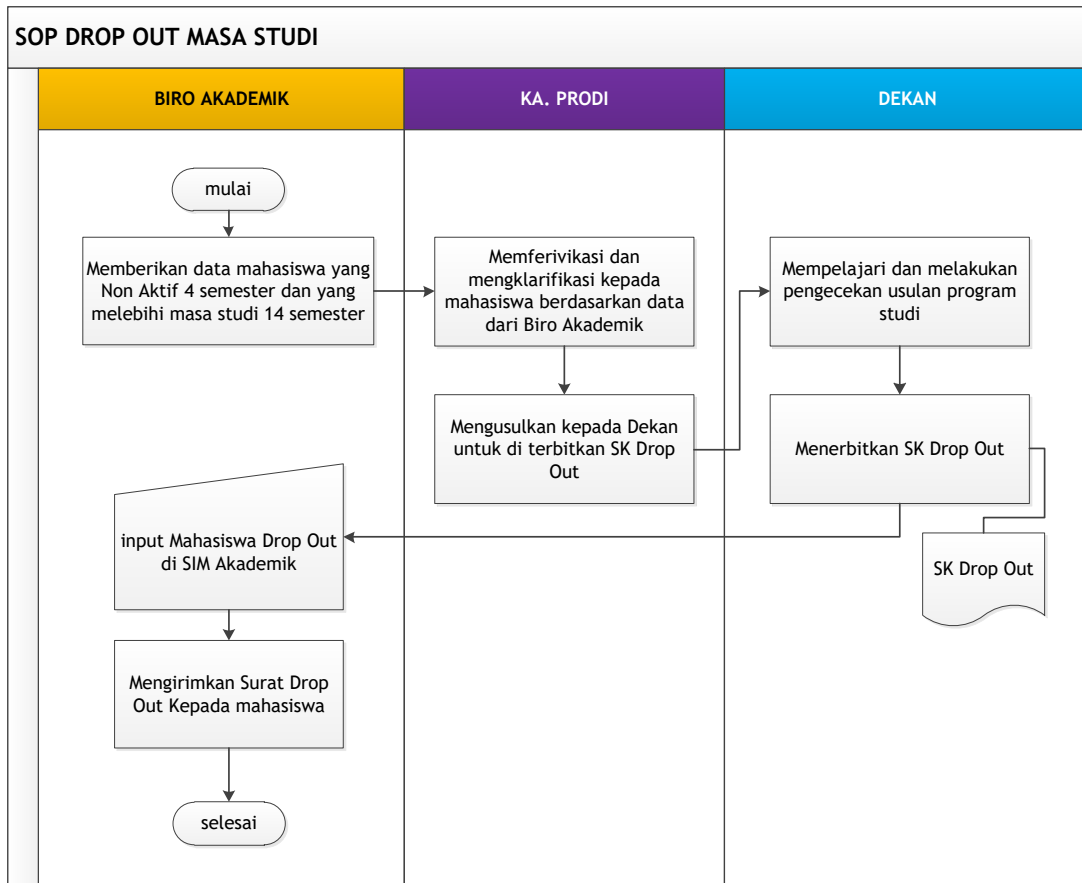 SOP DROP OUT MASA STUDI
BIRO AKADEMIK
KA. PRODI
DEKAN
mulai
Memberikan data mahasiswa yang
Non Aktif 4 semester dan yang
melebihi masa studi 14 semester
Memferivikasi dan
mengklarifikasi kepada
mahasiswa berdasarkan data
dari Biro Akademik
Mempelajari dan melakukan
pengecekan usulan program
studi
Mengusulkan kepada Dekan
untuk di terbitkan SK Drop
Out
Menerbitkan SK Drop Out
input Mahasiswa Drop Out
di SIM Akademik
SK Drop Out
Mengirimkan Surat Drop
Out Kepada mahasiswa
selesai